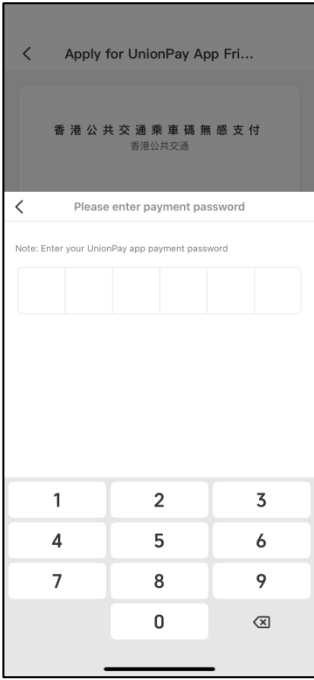 Apply for UnionPay App Fri...
香港公共交通乘車碼無感支付
香港公共交通
Please enter payment password
Note: Enter your UnionPay app payment password
1 2 3
4 5 6
7 8 9
0